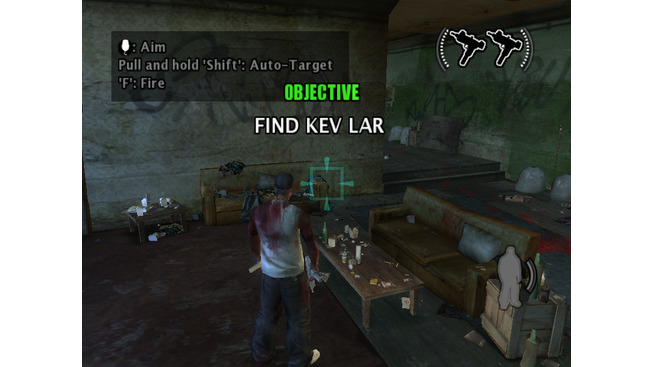 : Aim
Pull and hold 'Shift': Auto-Target
'F': Fire
OBJECTIVE
FIND KEV LAR